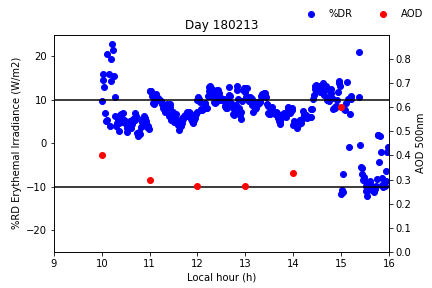 %DR AOD
Day 180213
%RD Erythemal Irradiance (W/m2)
20
10
0
−10
−20
0.8
0.7
0.6
0.5
0.4
0.3
0.2
0.1
0.0
AOD 500nm
9 10 11 12 13 14 15 16
Local hour (h)